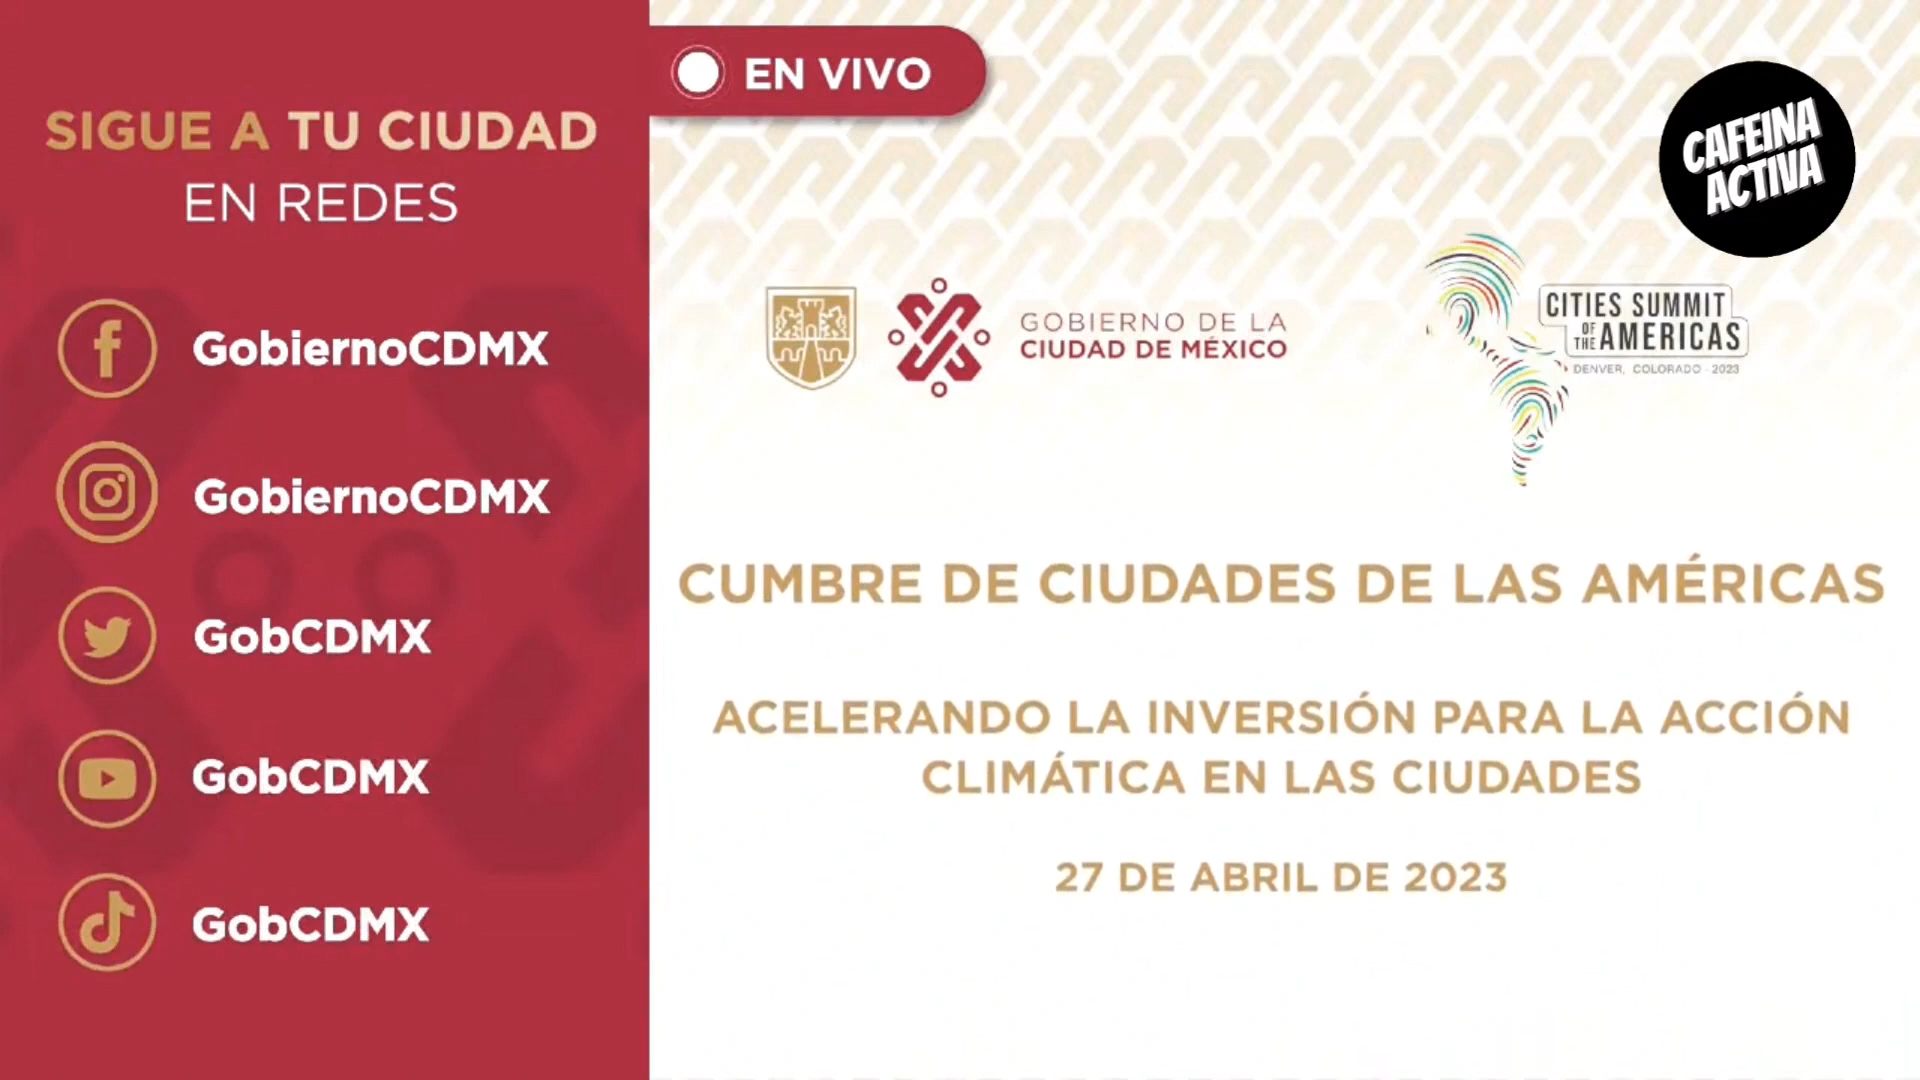 SIGUE A TU CIUDAD
EN REDES
GobiernoCDMX
GobiernoCDMX
GobCDMX
GobCDMX
GobCDMX
EN VIVO
CAFEINA
ACTIVA
GOBIERNO DE LA
CIUDAD DE MÉXICO
CITIES SUMMIT
OF
THE AMERICAS
DENVER, COLORADO - 2023
CUMBRE DE CIUDADES DE LAS AMÉRICAS
ACELERANDO LA INVERSIÓN PARA LA ACCIÓN
CLIMÁTICA EN LAS CIUDADES
27 DE ABRIL DE 2023